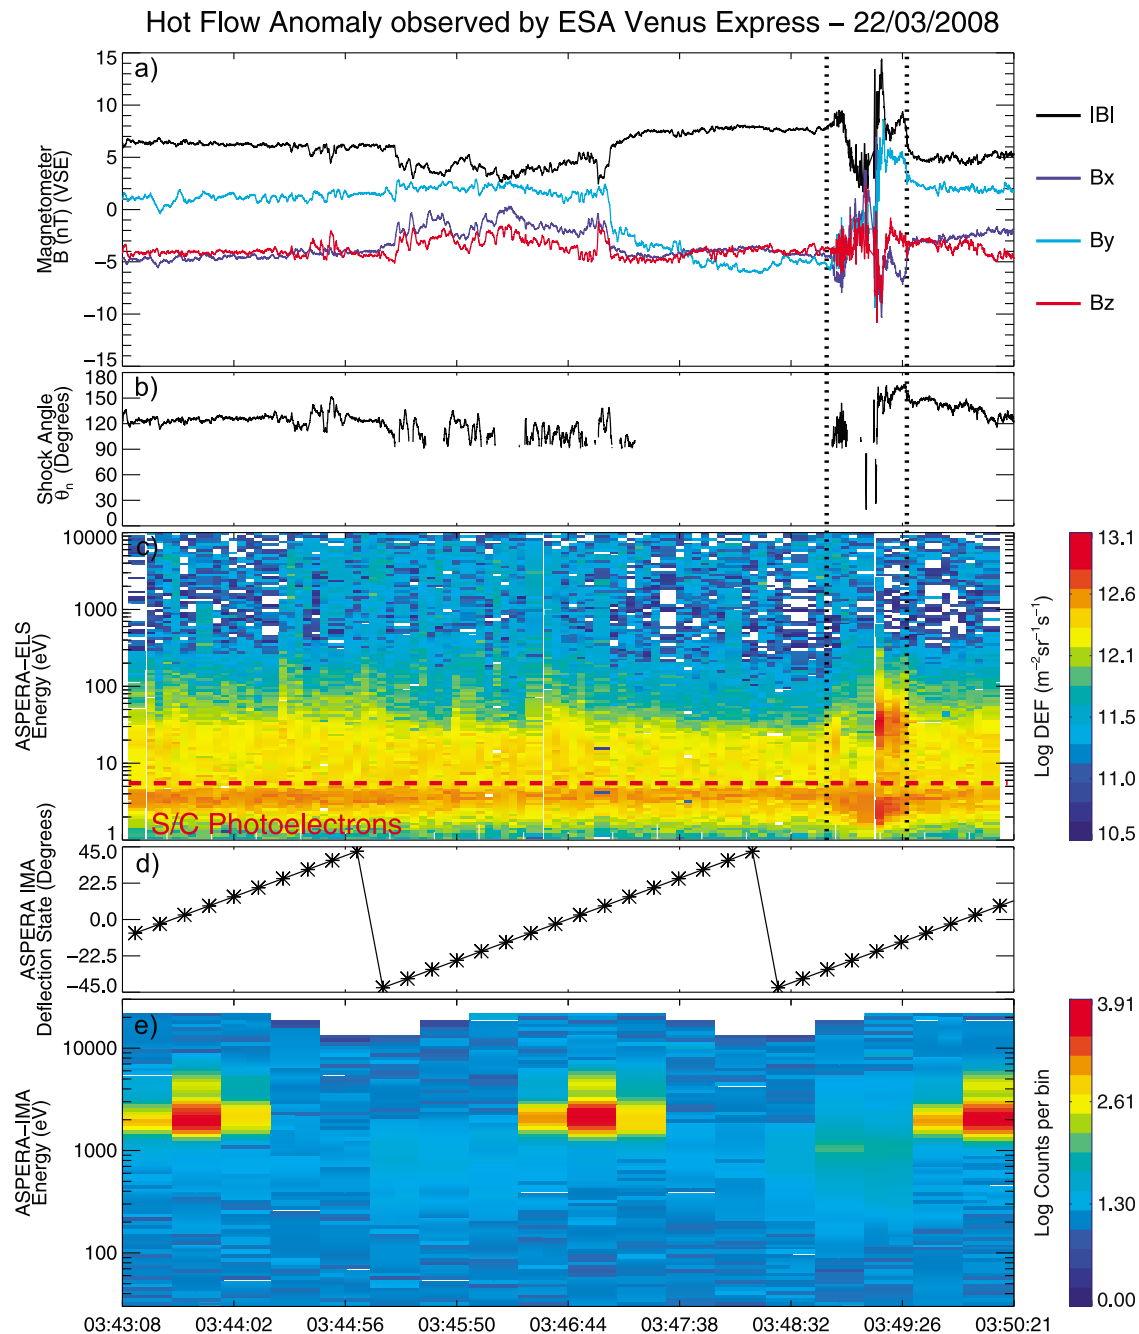 Hot Flow Anomaly observed by ESA Venus Express – 22/03/2008
a)
15
10
5
0
−5
−10
−15
Magnetometer
B (nT) (VSE)
|B|
Bx
By
Bz
b)
180
150
120
90
60
30
0
Shock Angle
θn (Degrees)
c)
10000
1000
100
10
1
ASPERA−ELS
Energy (eV)
S/C Photoelectrons
13.1
12.6
12.1
11.5
11.0
10.5
Log DEF (m−2sr−1s−1)
d)
45.0
22.5
0.0
−22.5
−45.0
ASPERA IMA
Deflection State (Degrees)
e)
10000
1000
100
ASPERA−IMA
Energy (eV)
3.91
2.61
1.30
0.00
Log Counts per bin
03:43:08 03:44:02 03:44:56 03:45:50 03:46:44 03:47:38 03:48:32 03:49:26 03:50:21